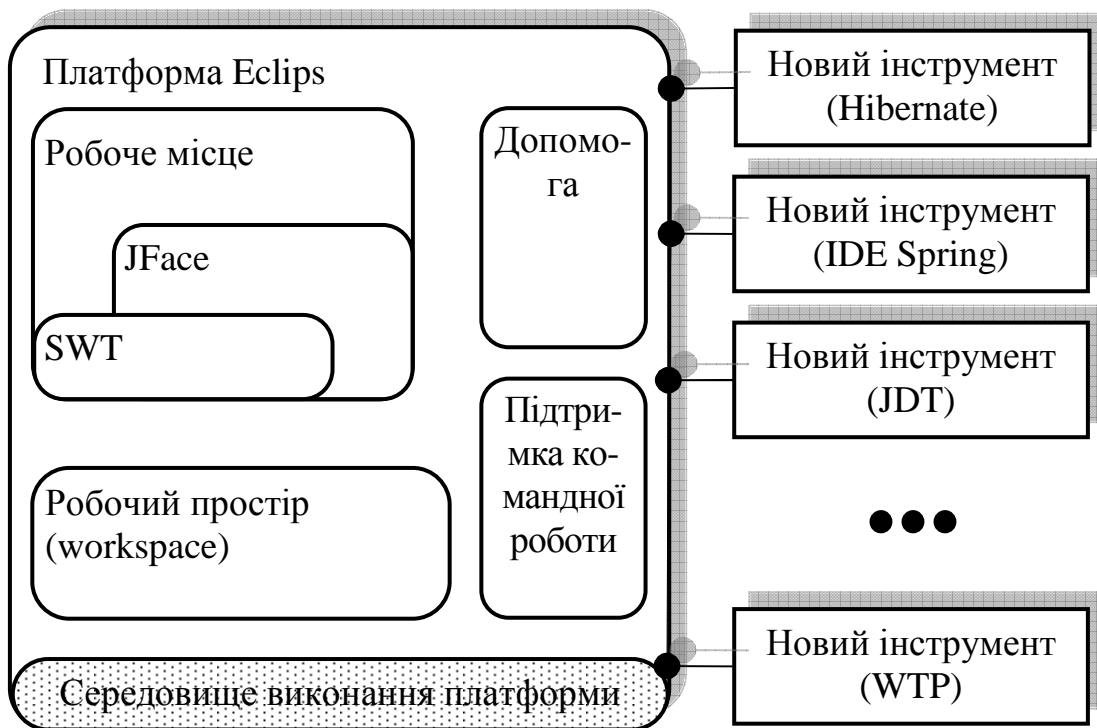 Платформа Eclips
Робоче місце
JFace
SWT
Робочий простір
(workspace)
Допомо-
га
Підтри-
мка ко-
мандної
роботи
Середовище виконання платформи
Новий інструмент
(Hibernate)
Новий інструмент
(IDE Spring)
Новий інструмент
(JDT)
Новий інструмент
(WTP)